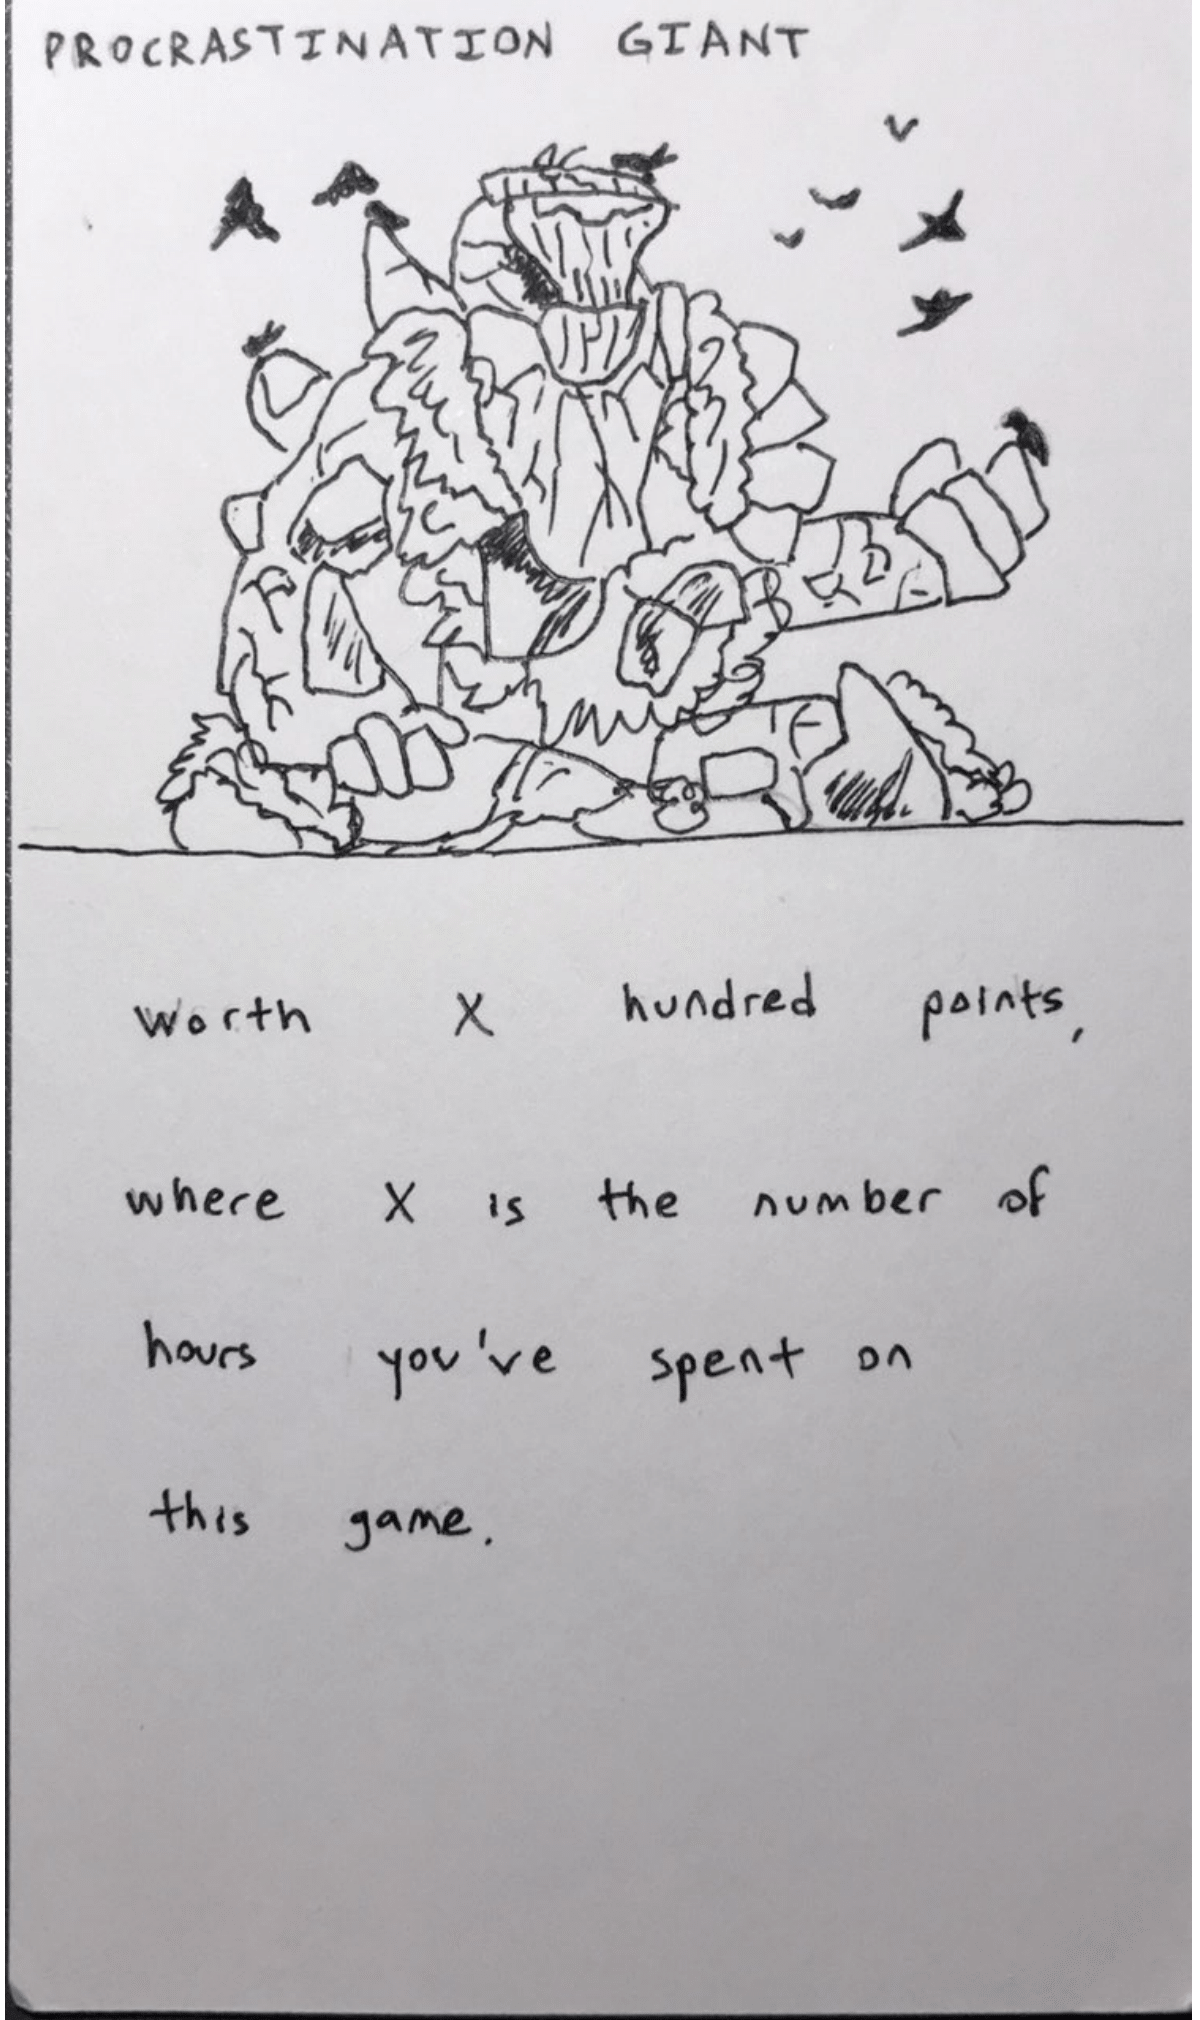 PROCRASTINATION GIANT
worth X hundred points,
where X is the number of
hours you've spent on
this game.